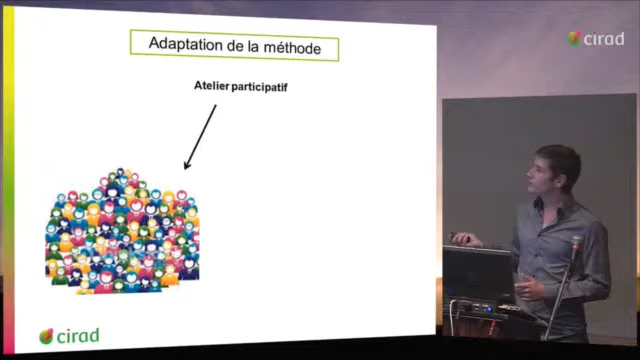 Adaptation de la méthode
Atelier participatif
cirad
cirad